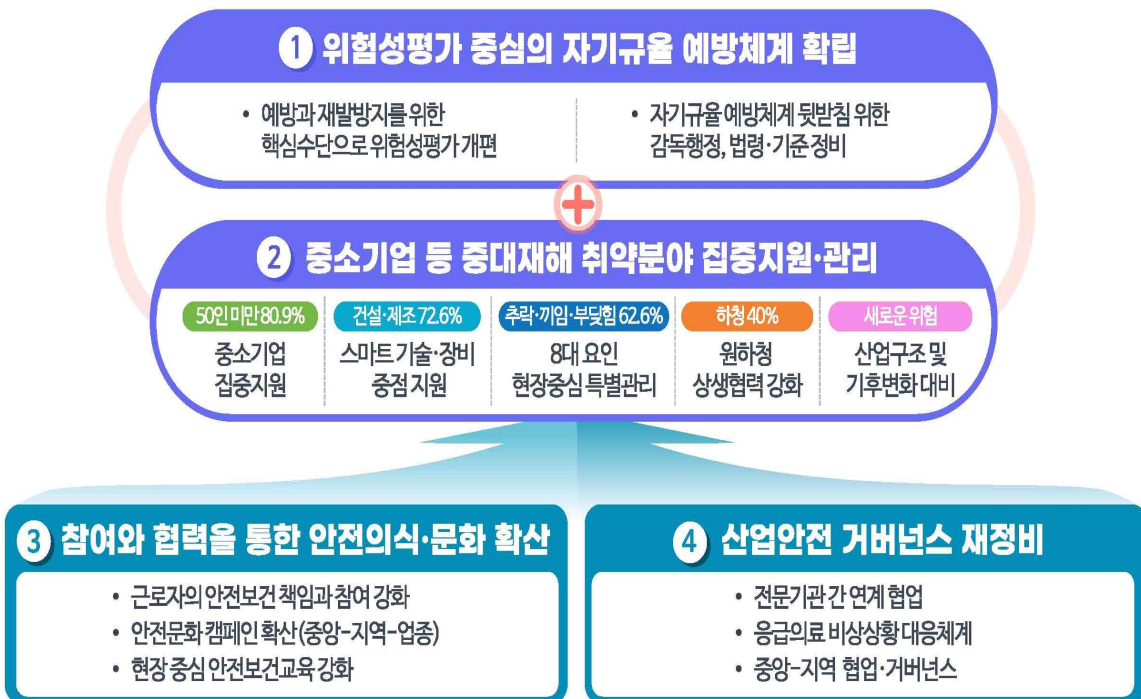 1 위험성평가 중심의 자기규율 예방체계 확립
• 예방과 재발방지를 위한
핵심수단으로 위험성평가 개편
• 자기규율 예방체계 뒷받침 위한
감독행정, 법령·기준 정비
+
2 중소기업 등 중대재해 취약분야 집중지원·관리
50인 미만 80.9%
중소기업
집중지원
건설·제조 72.6%
스마트 기술·장비
중점 지원
추락·끼임·부딪힘 62.6%
8대 요인
현장중심 특별관리
하청 40%
원하청
상생협력 강화
새로운 위험
산업구조 및
기후변화 대비
3 참여와 협력을 통한 안전의식·문화 확산
• 근로자의 안전보건 책임과 참여 강화
• 안전문화 캠페인 확산 (중앙-지역-업종)
• 현장 중심 안전보건교육 강화
4 산업안전 거버넌스 재정비
• 전문기관 간 연계 협업
• 응급의료 비상상황 대응체계
• 중앙-지역 협업·거버넌스